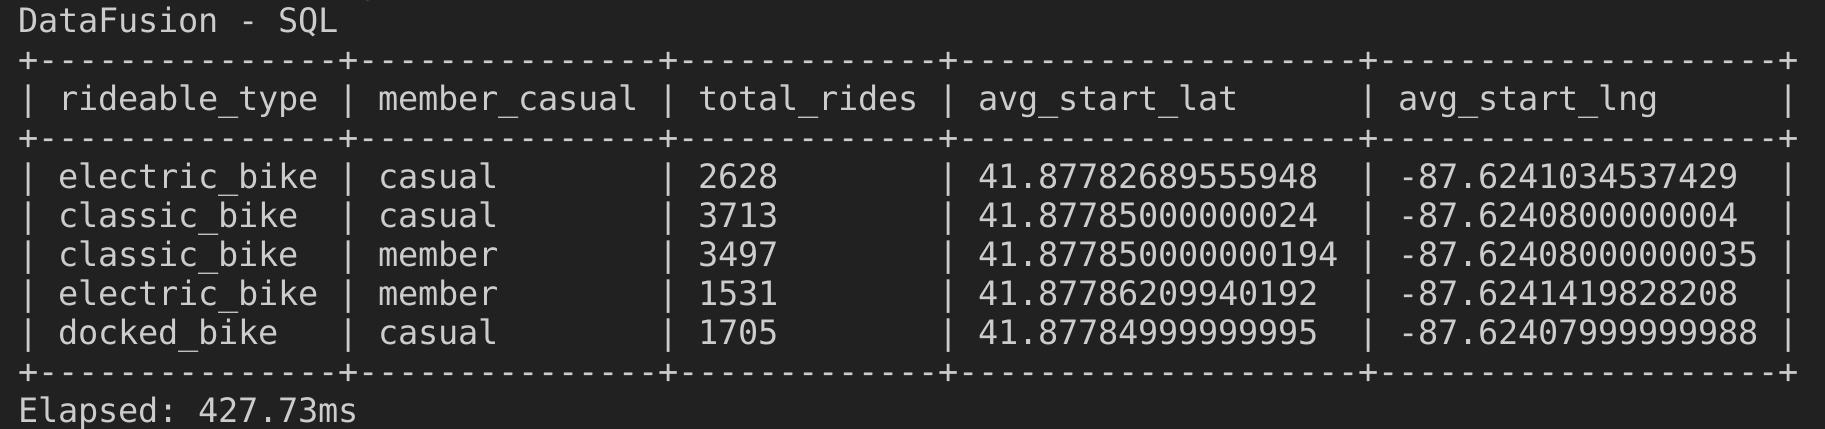 DataFusion - SQL
+---------------+---------------+-------------+--------------------+--------------------+
| rideable_type | member_casual | total_rides | avg_start_lat      | avg_start_lng      |
+---------------+---------------+-------------+--------------------+--------------------+
| electric_bike | casual        | 2628        | 41.87782689555948  | -87.6241034537429  |
| classic_bike  | casual        | 3713        | 41.87785000000024  | -87.6240800000004  |
| classic_bike  | member        | 3497        | 41.877850000000194 | -87.62408000000035 |
| electric_bike | member        | 1531        | 41.87786209940192  | -87.6241419828208  |
| docked_bike   | casual        | 1705        | 41.87784999999995  | -87.62407999999988 |
+---------------+---------------+-------------+--------------------+--------------------+
Elapsed: 427.73ms